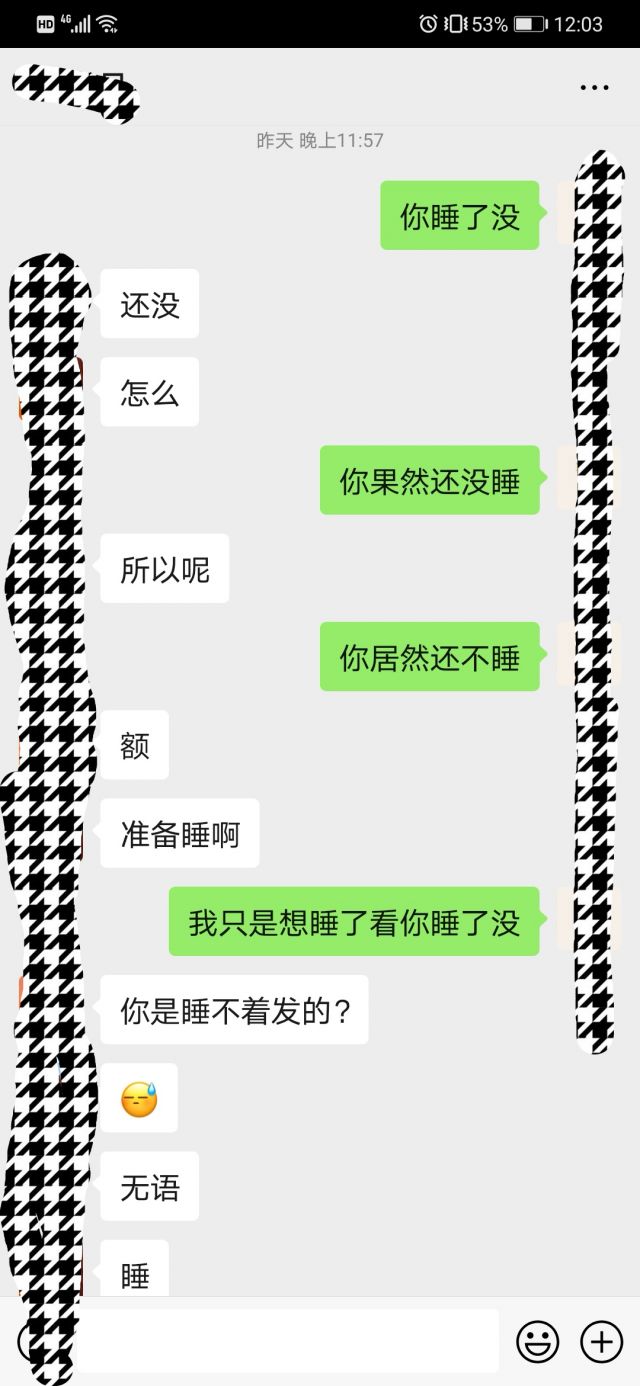 HD 4G 53% 12:03
昨天 晚上11:57
你睡了没
还没
怎么
你果然还没睡
所以呢
你居然还不睡
额
准备睡啊
我只是想睡了看你睡了没
你是睡不着发的?
无语
睡